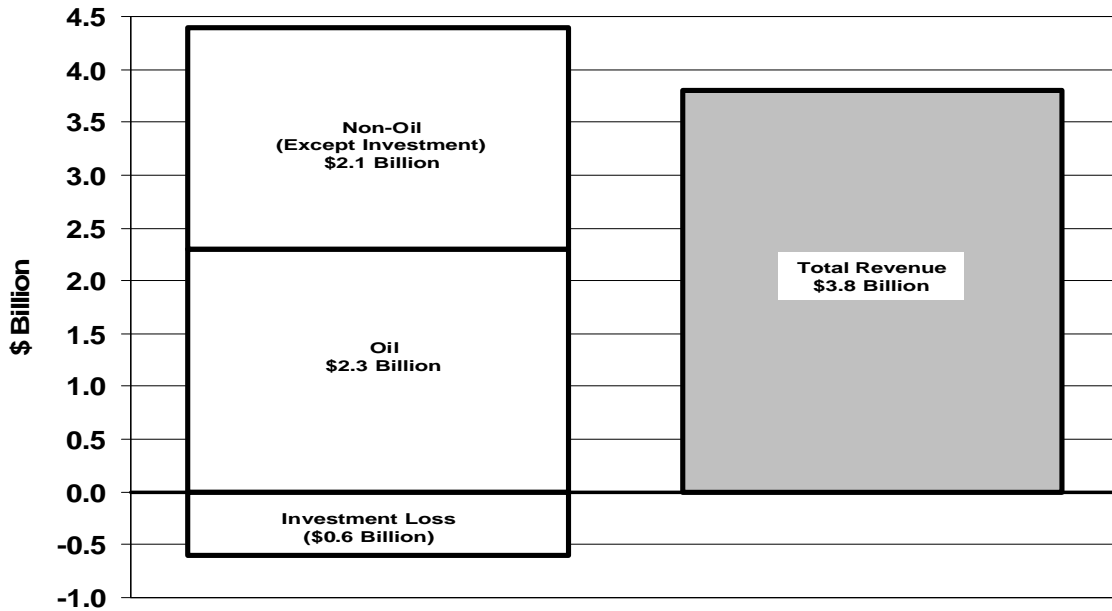 4.5
4.0
3.5
3.0
2.5
2.0
1.5
1.0
0.5
0.0
-0.5
-1.0
$ Billion
Non-Oil
(Except Investment)
$2.1 Billion
Oil
$2.3 Billion
Investment Loss
($0.6 Billion)
Total Revenue
$3.8 Billion